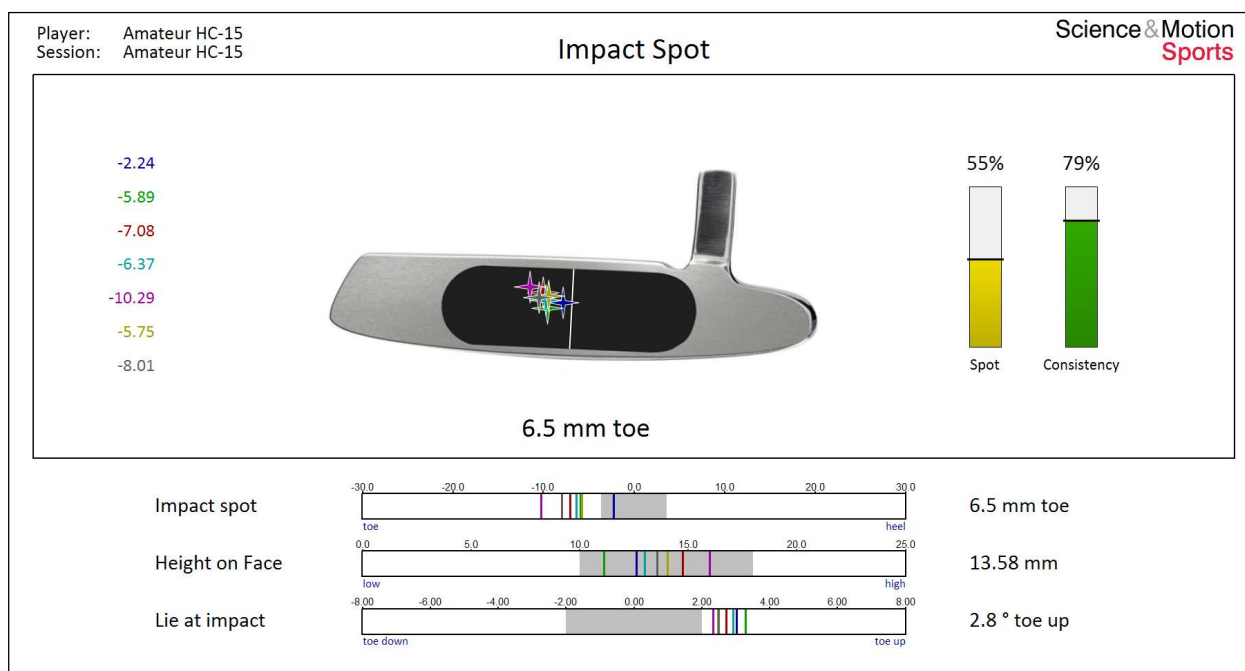 Player: Amateur HC-15
Session: Amateur HC-15
Impact Spot
Science&Motion
Sports
-2.24
-5.89
-7.08
-6.37
-10.29
-5.75
-8.01
55% 79%
Spot Consistency
6.5 mm toe
-30.0 -20.0 -10.0 0.0 10.0 20.0 30.0
Impact spot 6.5 mm toe
toe heel
0.0 5.0 10.0 15.0 20.0 25.0
Height on Face 13.58 mm
low high
-8.00 -6.00 -4.00 -2.00 0.00 2.00 4.00 6.00 8.00
Lie at impact 2.8 ° toe up
toe down toe up